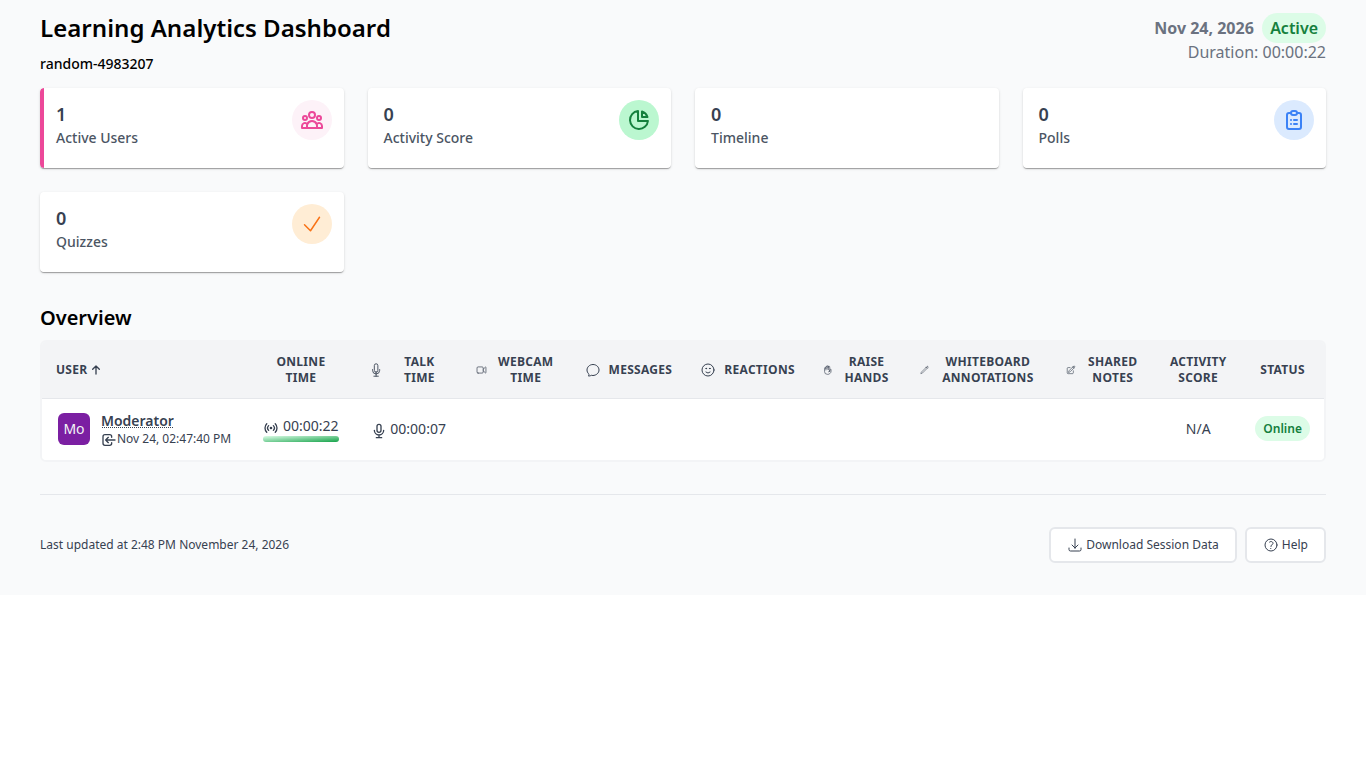 Learning Analytics Dashboard
Nov 24, 2026 Active
Duration: 00:00:22
random-4983207
1
Active Users
0
Activity Score
0
Timeline
0
Polls
0
Quizzes
Overview
USER
ONLINE TIME
TALK TIME
WEBCAM TIME
MESSAGES
REACTIONS
RAISE HANDS
WHITEBOARD ANNOTATIONS
SHARED NOTES
ACTIVITY SCORE
STATUS
Mo
Moderator
Nov 24, 02:47:40 PM
00:00:22
00:00:07
N/A
Online
Last updated at 2:48 PM November 24, 2026
Download Session Data
Help